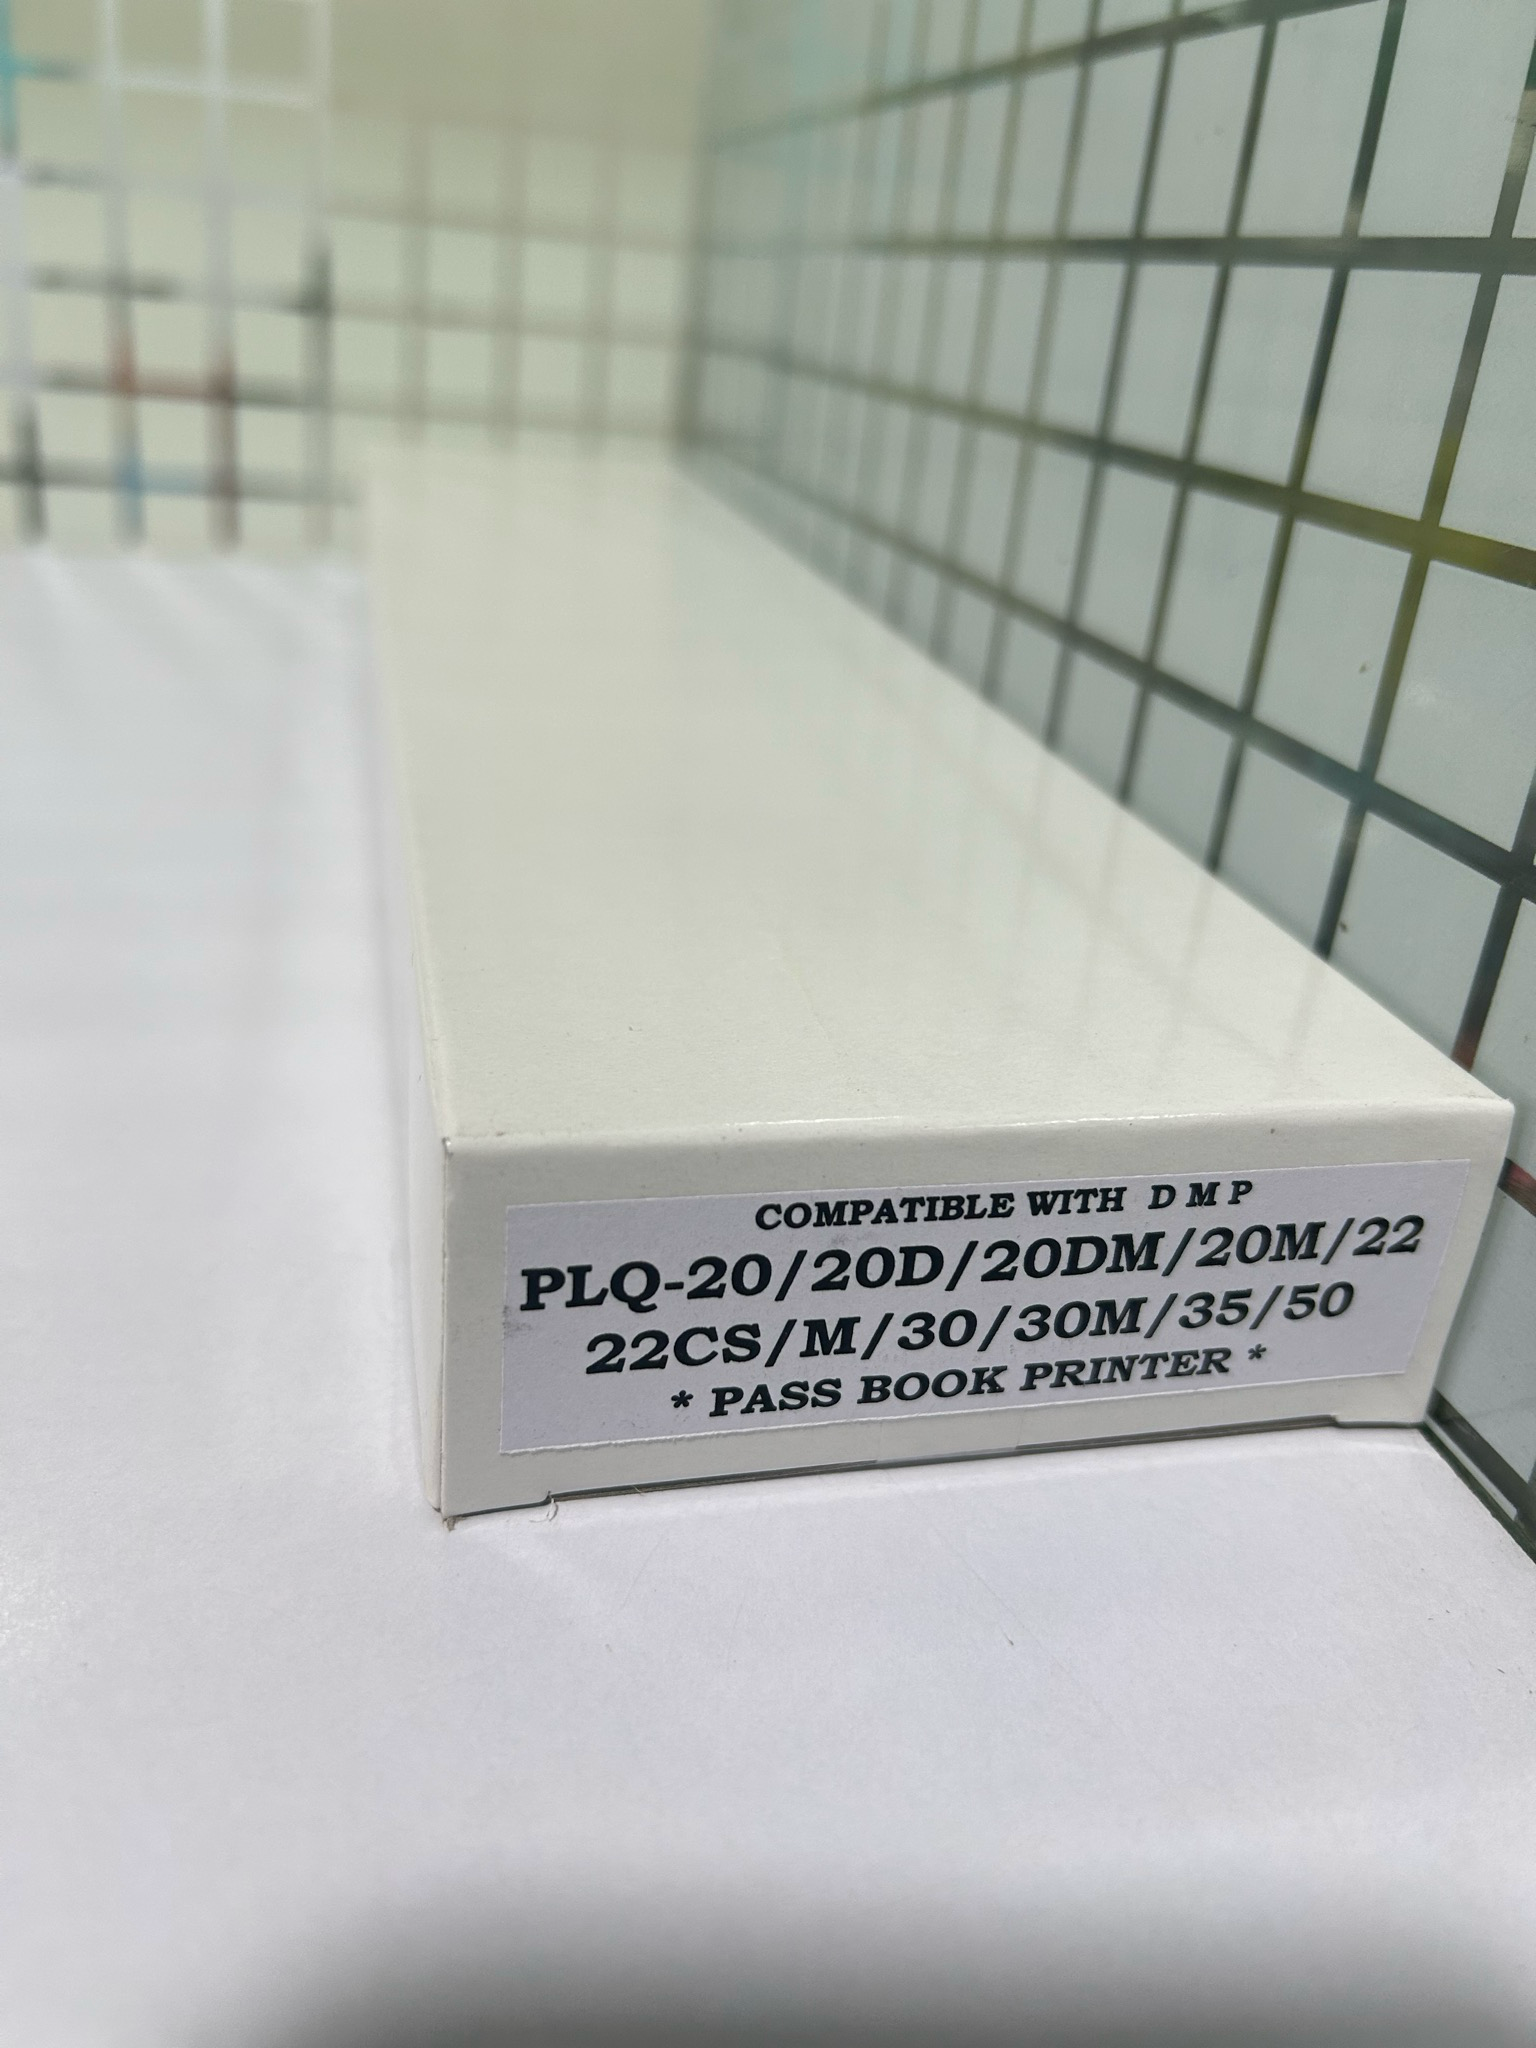 COMPATIBLE WITH D M P
PLQ-20/20D/20DM/20M/22
22CS/M/30/30M/35/50
* PASS BOOK PRINTER *